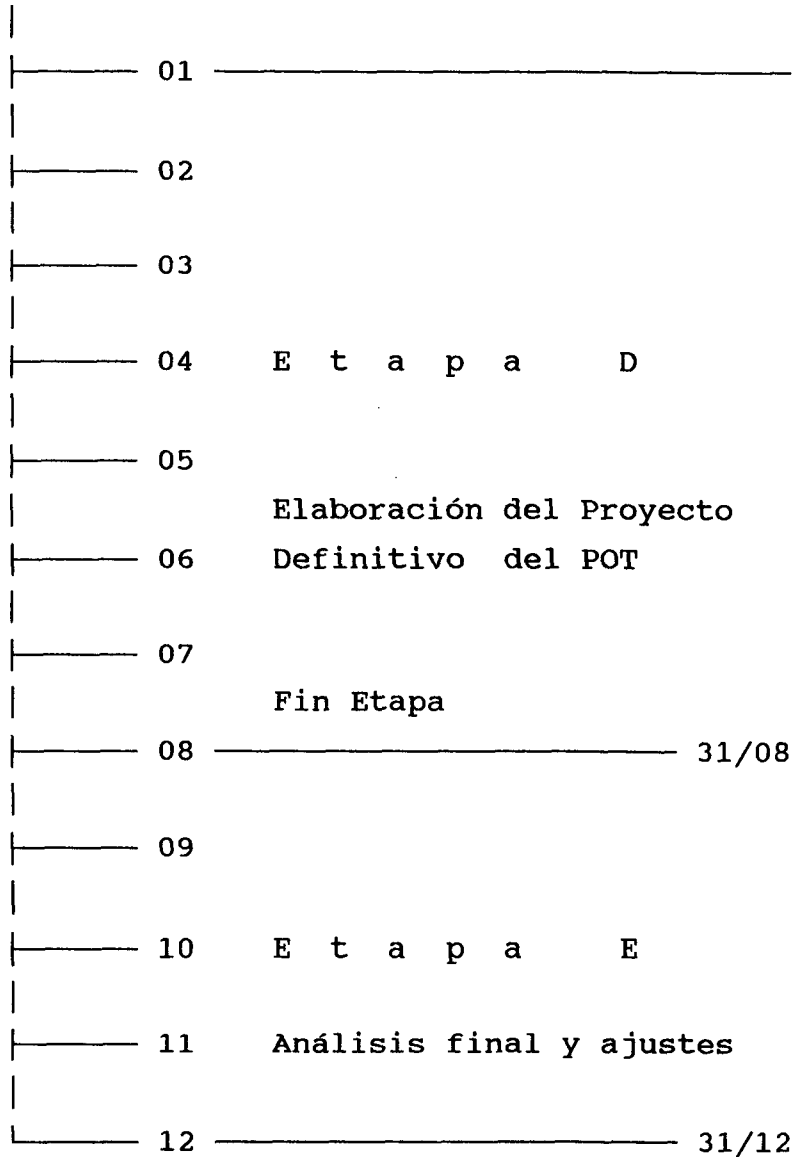 01
02
03
04 E t a p a D
05
Elaboración del Proyecto
06 Definitivo del POT
07
Fin Etapa
08 31/08
09
10 E t a p a E
11 Análisis final y ajustes
12 31/12